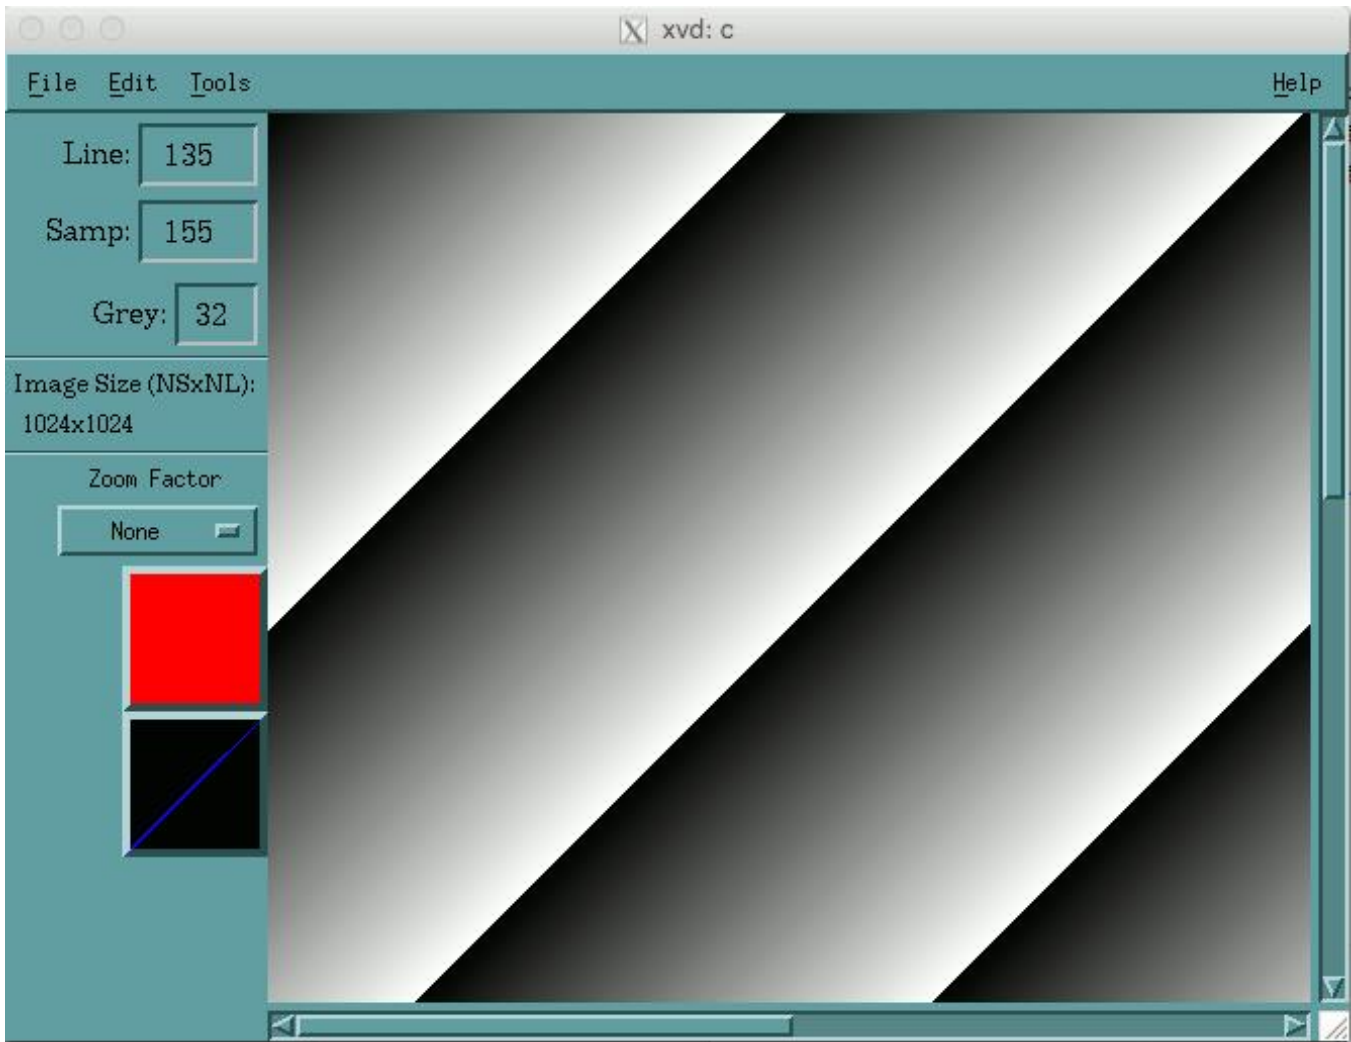 xvd: c
File Edit Tools Help
Line: 135
Samp: 155
Grey: 32
Image Size (NSxNL):
1024x1024
Zoom Factor
None